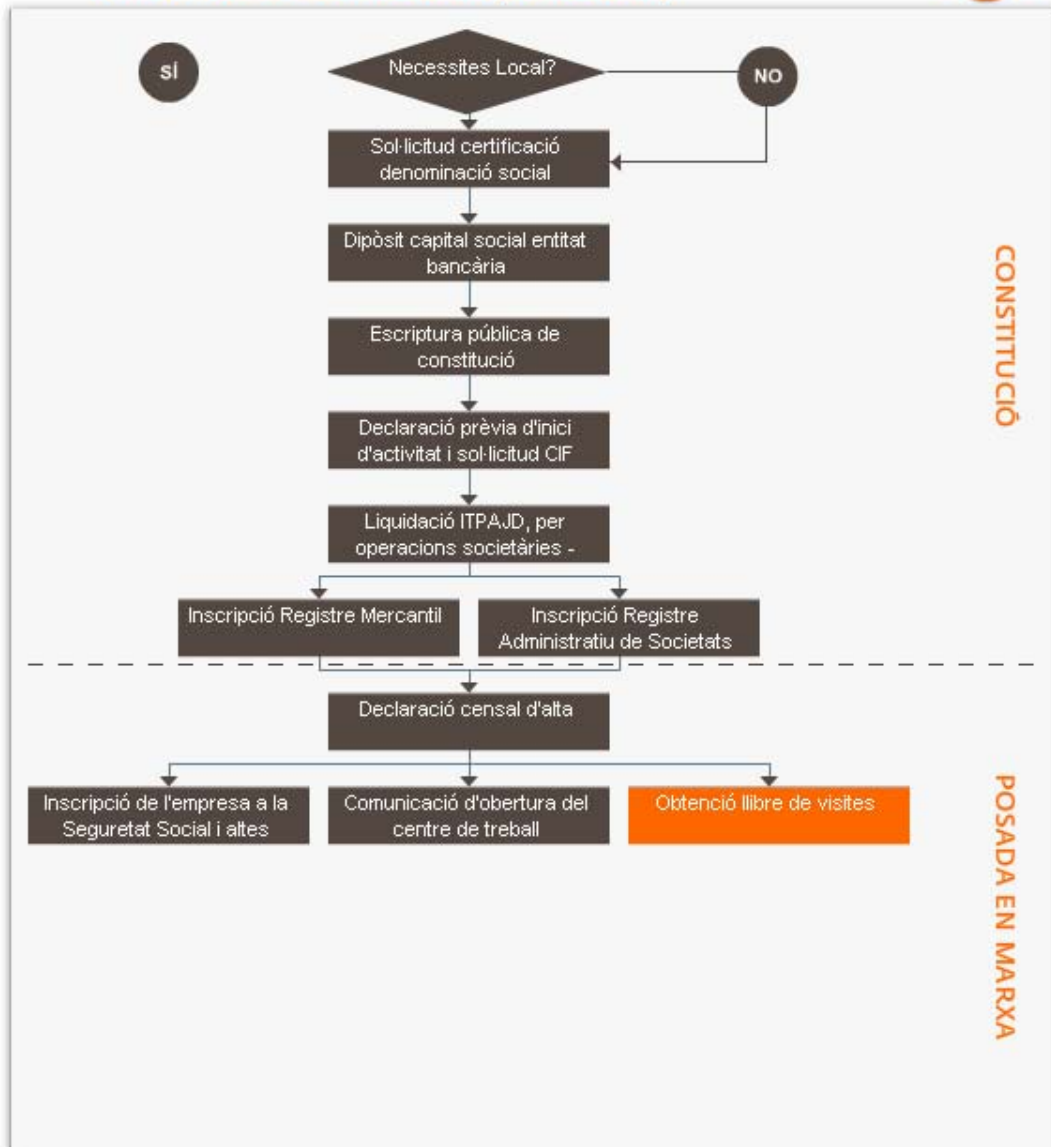 SÍ
Necessites Local?
NO
Sol·licitud certificació
denominació social
Dipòsit capital social entitat
bancària
Escriptura pública de
constitució
Declaració prèvia d'inici
d'activitat i sol·licitud CIF
Liquidació ITPAJD, per
operacions societàries -
Inscripció Registre Mercantil
Inscripció Registre
Administratiu de Societats
CONSTITUCIÓ
Declaració censal d'alta
Inscripció de l'empresa a la
Seguretat Social i altes
Comunicació d'obertura del
centre de treball
Obtenció llibre de visites
POSADA EN MARXA